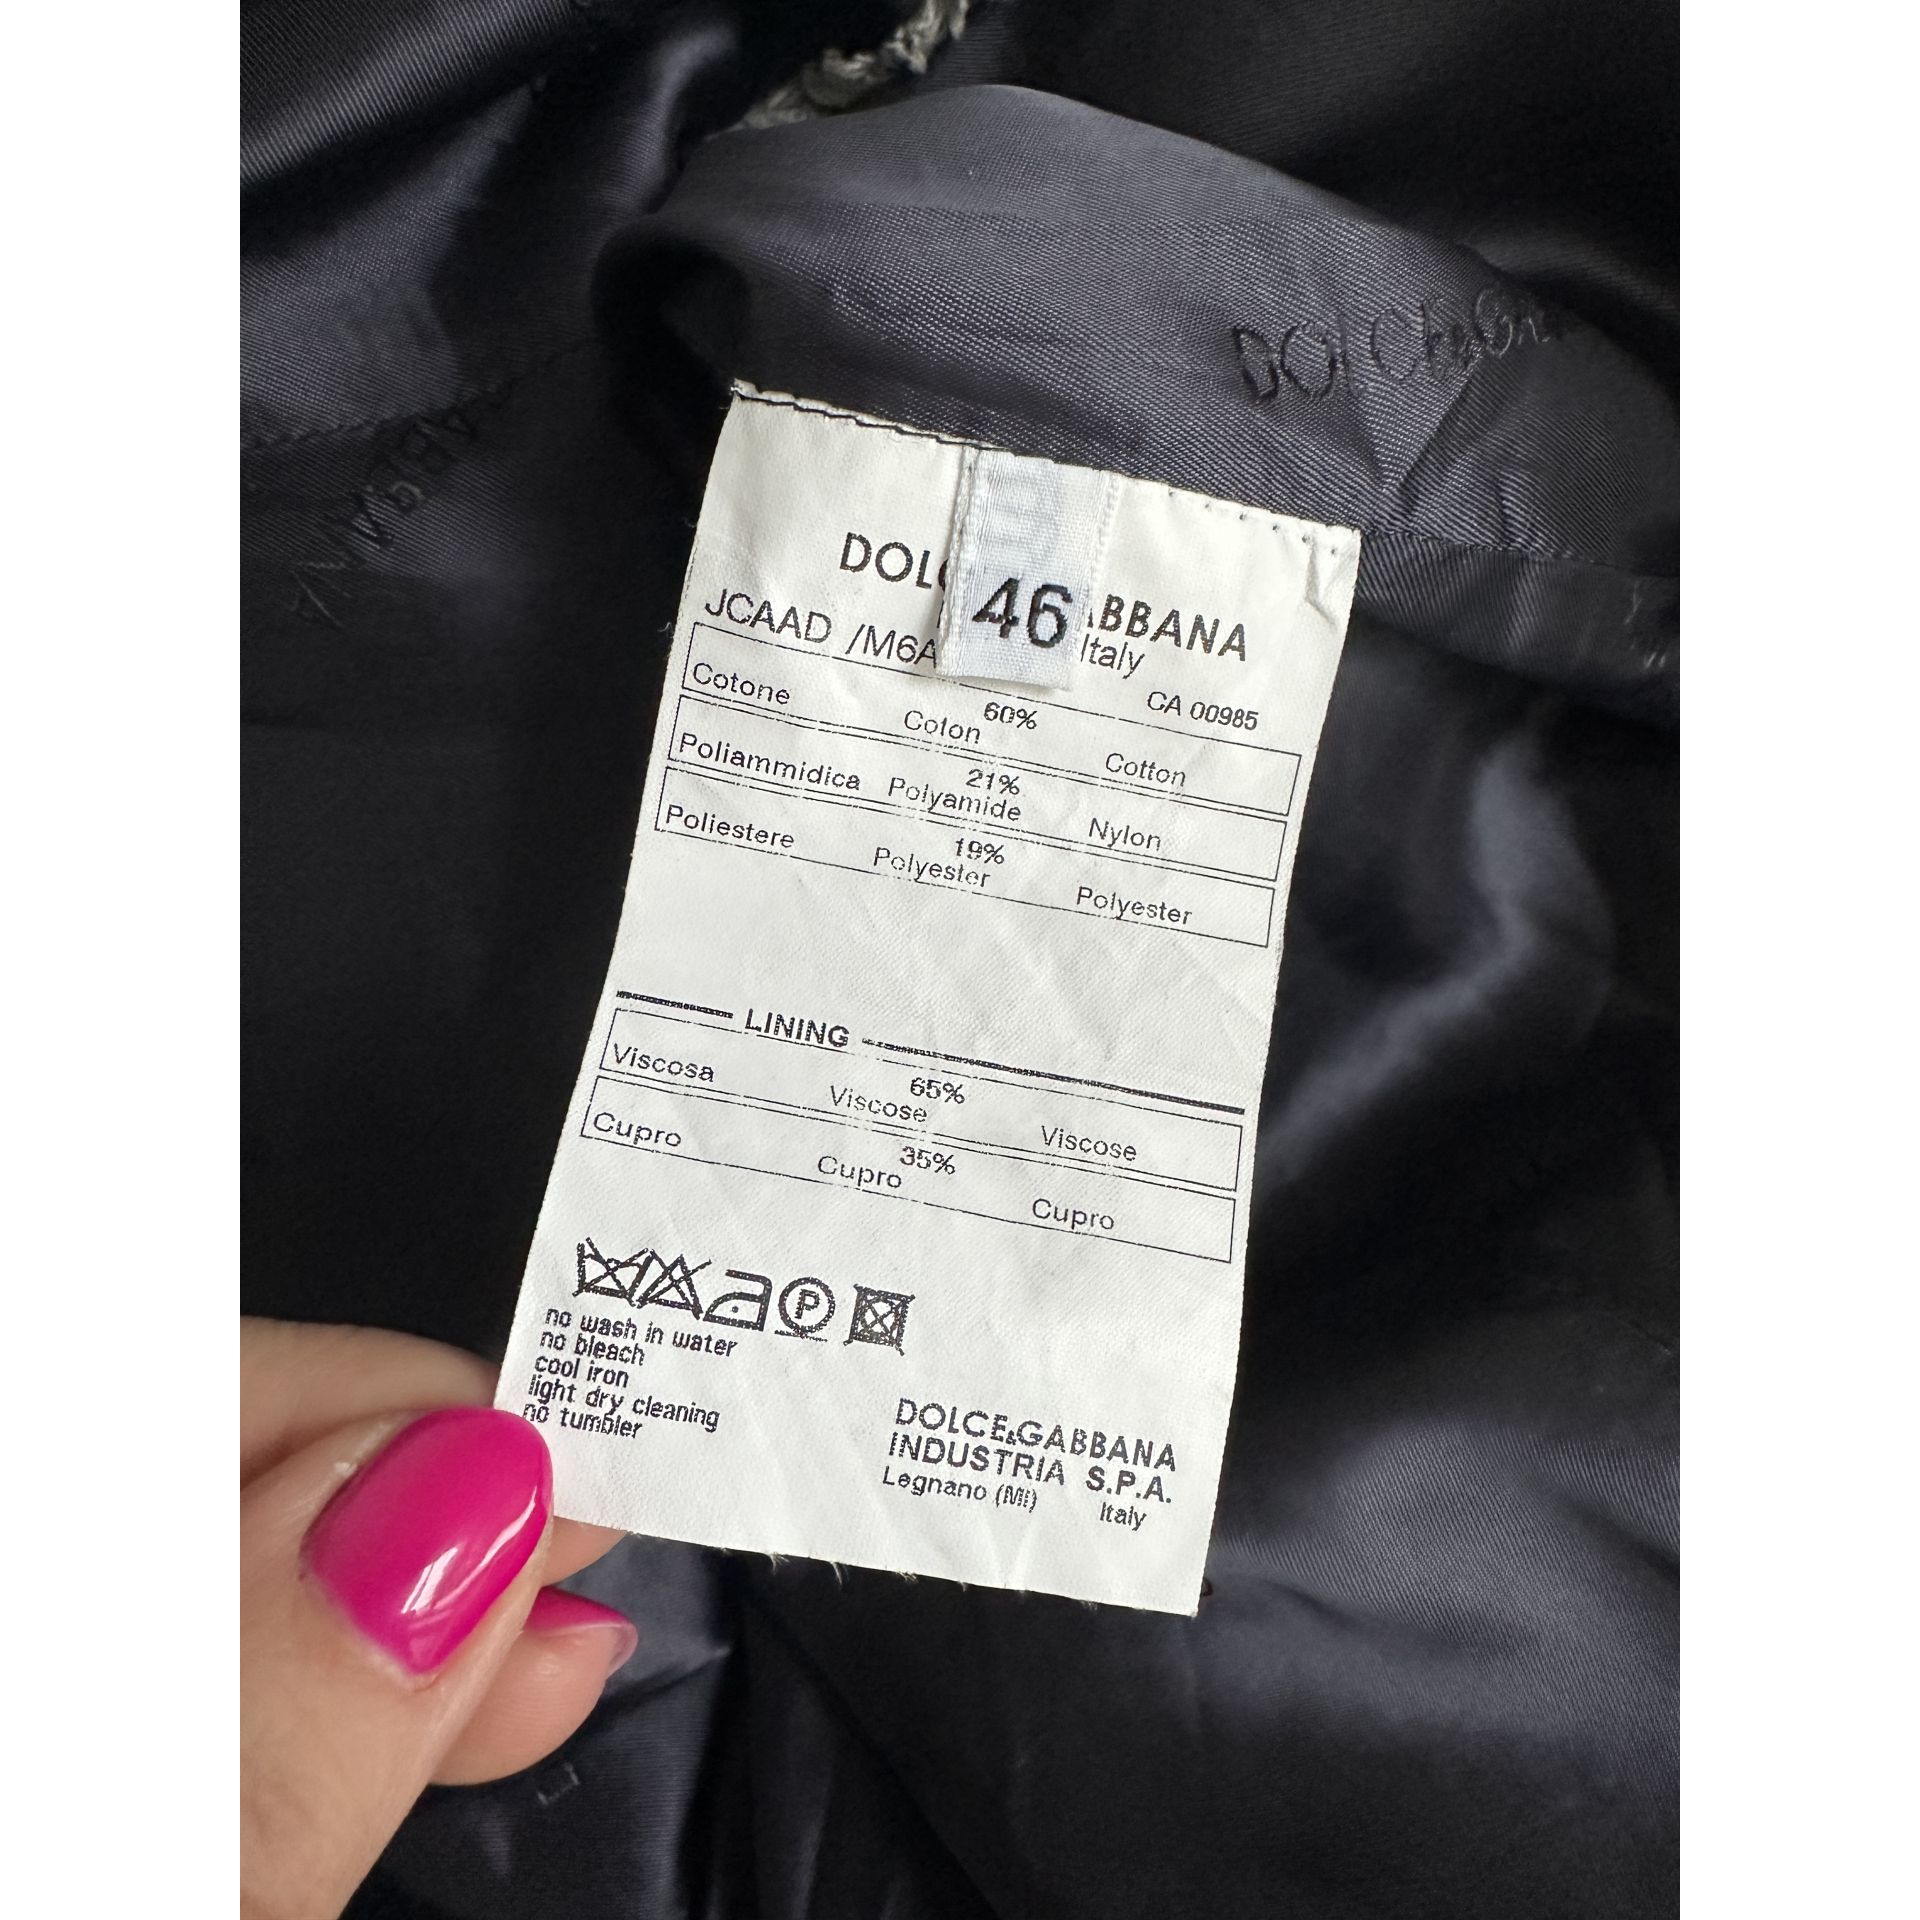 DOL 46 ABBANA
Italy
JCAAD /M6A
CA 00985
60%
Cotone Coton Cotton
21%
Poliammidica Polyamide Nylon
19%
Poliestere Polyester Polyester
LINING
65%
Viscosa Viscose Viscose
35%
Cupro Cupro Cupro
P
no wash in water
no bleach
cool iron
light dry cleaning
no tumbler
DOLCE&GABBANA
INDUSTRIA S.P.A.
Legnano (MI) Italy